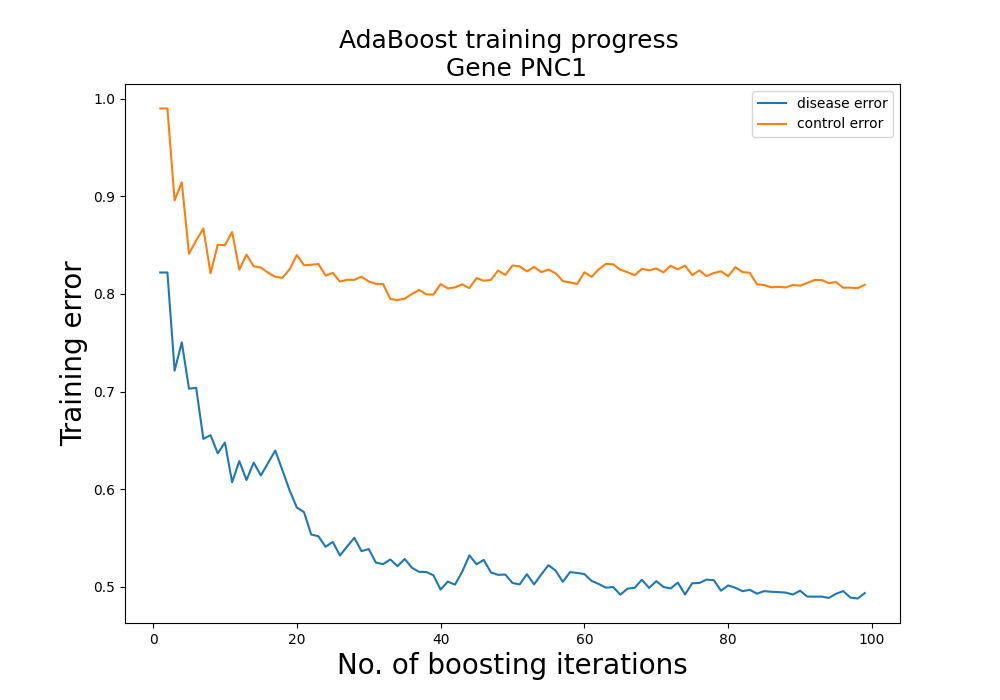 AdaBoost training progress
Gene PNC1
disease error
control error
1.0
0.9
0.8
0.7
0.6
0.5
Training error
0
20
40
60
80
100
No. of boosting iterations